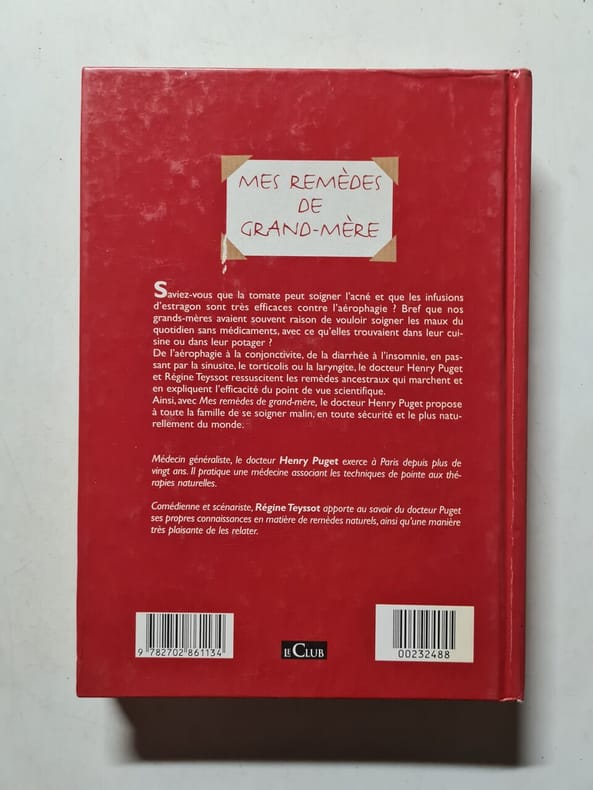 MES REMÈDES
DE
GRAND-MÈRE
Saviez-vous que la tomate peut soigner l'acné et que les infusions
d'estragon sont très efficaces contre l'aérophagie ? Bref que nos
grands-mères avaient souvent raison de vouloir soigner les maux du
quotidien sans médicaments, avec ce qu'elles trouvaient dans leur cui-
sine ou dans leur potager ?
De l'aérophagie à la conjonctivite, de la diarrhée à l'insomnie, en pas-
sant par la sinusite, le torticolis ou la laryngite, le docteur Henry Puget
et Régine Teyssot ressuscitent les remèdes ancestraux qui marchent et
en expliquent l'efficacité du point de vue scientifique.
Ainsi, avec Mes remèdes de grand-mère, le docteur Henry Puget propose
à toute la famille de se soigner malin, en toute sécurité et le plus natu-
rellement du monde.
Médecin généraliste, le docteur Henry Puget exerce à Paris depuis plus de
vingt ans. Il pratique une médecine associant les techniques de pointe aux thé-
rapies naturelles.
Comédienne et scénariste, Régine Teyssot apporte au savoir du docteur Puget
ses propres connaissances en matière de remèdes naturels, ainsi qu'une manière
très plaisante de les relater.
9 782702 861134
LE CLUB
00232488